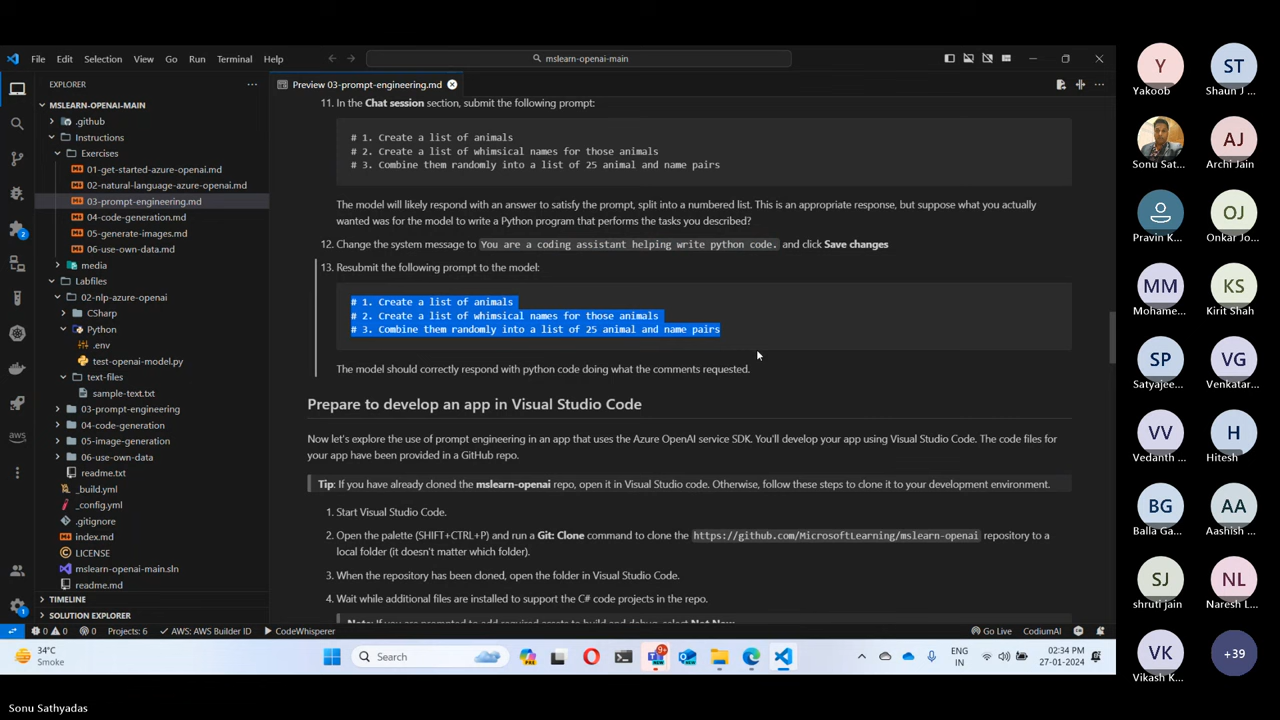 File Edit Selection View Go Run Terminal Help
mslearn-openai-main
EXPLORER
MSLEARN-OPENAI-MAIN
.github
Instructions
Exercises
01-get-started-azure-openai.md
02-natural-language-azure-openai.md
03-prompt-engineering.md
04-code-generation.md
05-generate-images.md
06-use-own-data.md
media
Labfiles
02-nlp-azure-openai
CSharp
Python
.env
test-openai-model.py
text-files
sample-text.txt
03-prompt-engineering
04-code-generation
05-image-generation
06-use-own-data
readme.txt
_build.yml
_config.yml
.gitignore
index.md
LICENSE
mslearn-openai-main.sln
readme.md
TIMELINE
SOLUTION EXPLORER
2
aws
1
Preview 03-prompt-engineering.md
11. In the Chat session section, submit the following prompt:
# 1. Create a list of animals
# 2. Create a list of whimsical names for those animals
# 3. Combine them randomly into a list of 25 animal and name pairs
The model will likely respond with an answer to satisfy the prompt, split into a numbered list. This is an appropriate response, but suppose what you actually
wanted was for the model to write a Python program that performs the tasks you described?
12. Change the system message to You are a coding assistant helping write python code. and click Save changes
13. Resubmit the following prompt to the model:
# 1. Create a list of animals
# 2. Create a list of whimsical names for those animals
# 3. Combine them randomly into a list of 25 animal and name pairs
The model should correctly respond with python code doing what the comments requested.
Prepare to develop an app in Visual Studio Code
Now let's explore the use of prompt engineering in an app that uses the Azure OpenAI service SDK. You'll develop your app using Visual Studio Code. The code files for
your app have been provided in a GitHub repo.
Tip: If you have already cloned the mslearn-openai repo, open it in Visual Studio code. Otherwise, follow these steps to clone it to your development environment.
1. Start Visual Studio Code.
2. Open the palette (SHIFT+CTRL+P) and run a Git: Clone command to clone the https://github.com/MicrosoftLearning/mslearn-openai repository to a
local folder (it doesn't matter which folder).
3. When the repository has been cloned, open the folder in Visual Studio Code.
4. Wait while additional files are installed to support the C# code projects in the repo.
Note: If you are prompted to add required assets to build and debug, select Not Now.
0 0 0 Projects: 6 AWS: AWS Builder ID CodeWhisperer Go Live CodiumAI
34°C
Smoke
Search
9+
ENG
IN
02:34 PM
27-01-2024
Y
Yakoob
ST
Shaun J ...
Sonu Sat...
AJ
Archi Jain
Pravin K...
OJ
Onkar Jo...
MM
Mohame...
KS
Kirit Shah
SP
Satyajee...
VG
Venkatar...
VV
Vedanth ...
H
Hitesh
BG
Balla Ga...
AA
Aashish ...
SJ
shruti jain
NL
Naresh L...
VK
Vikash K...
+39
Sonu Sathyadas